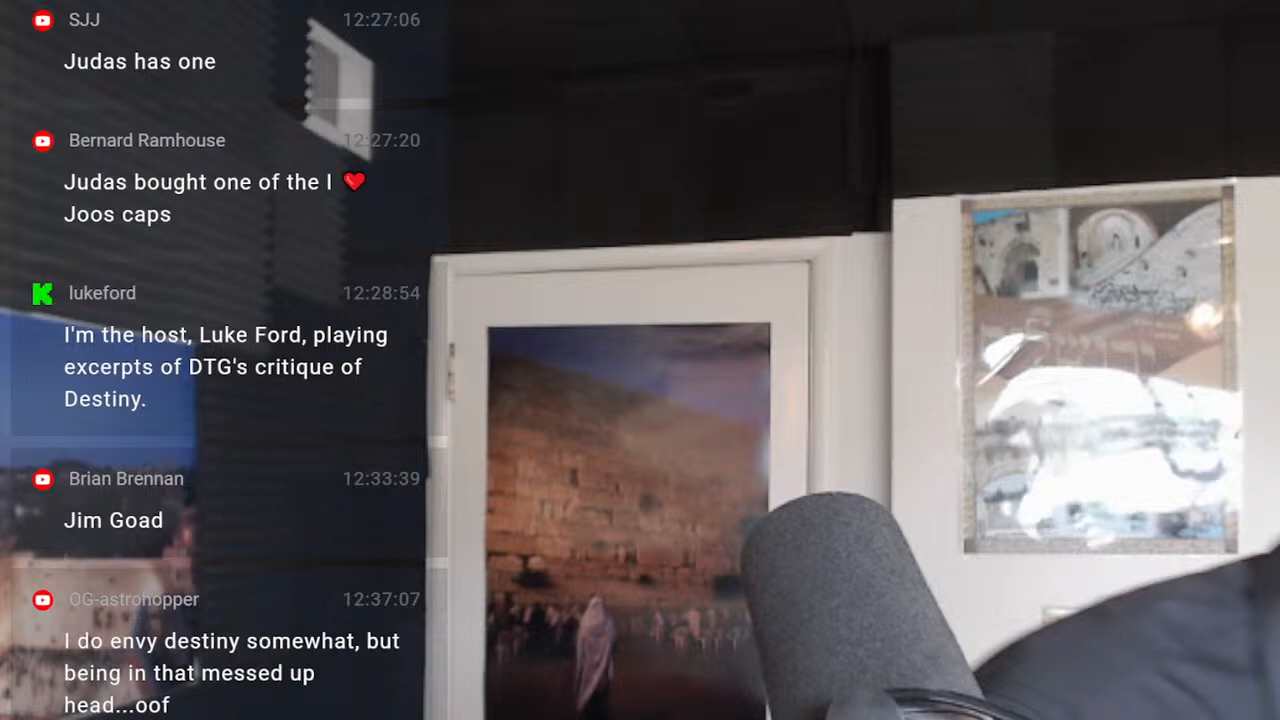 SJJ 12:27:06
Judas has one
Bernard Ramhouse 12:27:20
Judas bought one of the I ❤️
Joos caps
lukeford 12:28:54
I'm the host, Luke Ford, playing
excerpts of DTG's critique of
Destiny.
Brian Brennan 12:33:39
Jim Goad
OG-astrohopper 12:37:07
I do envy destiny somewhat, but
being in that messed up
head...oof